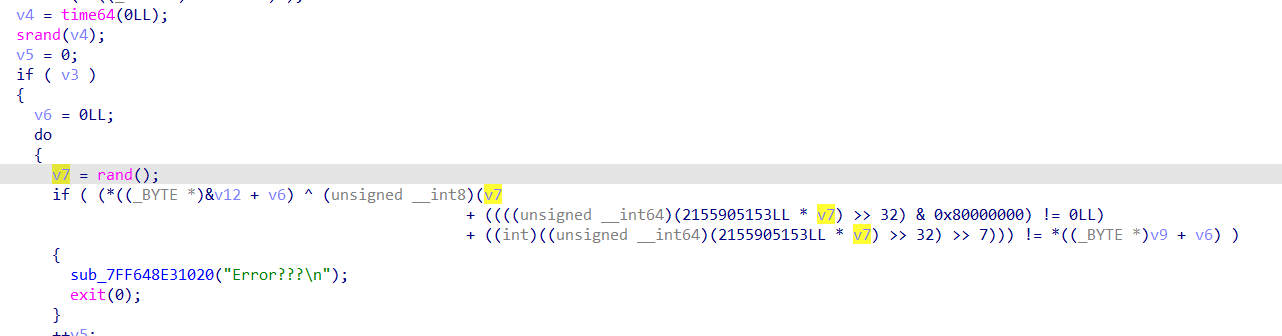 v4 = time64(0LL);
srand(v4);
v5 = 0;
if ( v3 )
{
v6 = 0LL;
do
{
v7 = rand();
if ( (*((_BYTE *)&v12 + v6) ^ (unsigned __int8)(v7
+ ((((unsigned __int64)(2155905153LL * v7) >> 32) & 0x80000000) != 0LL)
+ ((int)((unsigned __int64)(2155905153LL * v7) >> 32) >> 7))) != *((_BYTE *)v9 + v6) )
{
sub_7FF648E31020("Error???\n");
exit(0);
}
++v5;